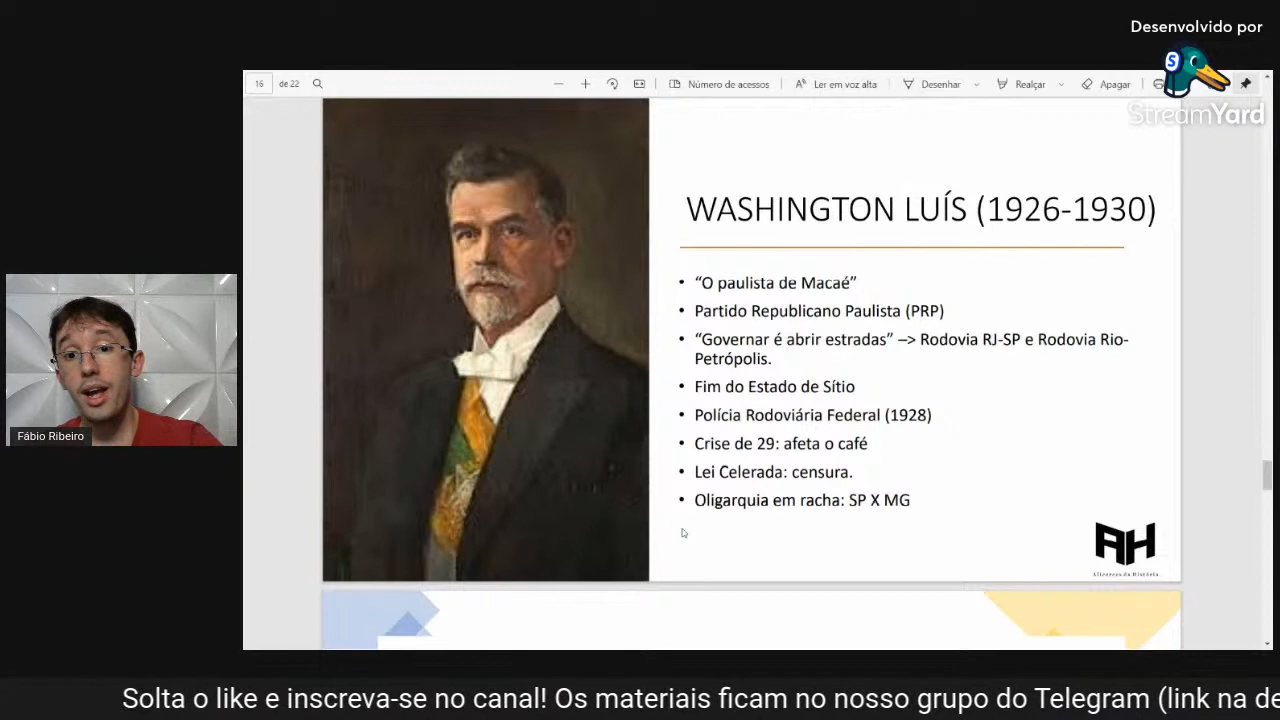 Desenvolvido por
S
StreamYard
16 de 22
Número de acessos
Ler em voz alta
Desenhar
Realçar
Apagar
WASHINGTON LUÍS (1926-1930)
• “O paulista de Macaé”
• Partido Republicano Paulista (PRP)
• “Governar é abrir estradas” –> Rodovia RJ-SP e Rodovia Rio-
Petrópolis.
• Fim do Estado de Sítio
• Polícia Rodoviária Federal (1928)
• Crise de 29: afeta o café
• Lei Celerada: censura.
• Oligarquia em racha: SP X MG
AH
Alicerces da História
Fábio Ribeiro
Solta o like e inscreva-se no canal! Os materiais ficam no nosso grupo do Telegram (link na de